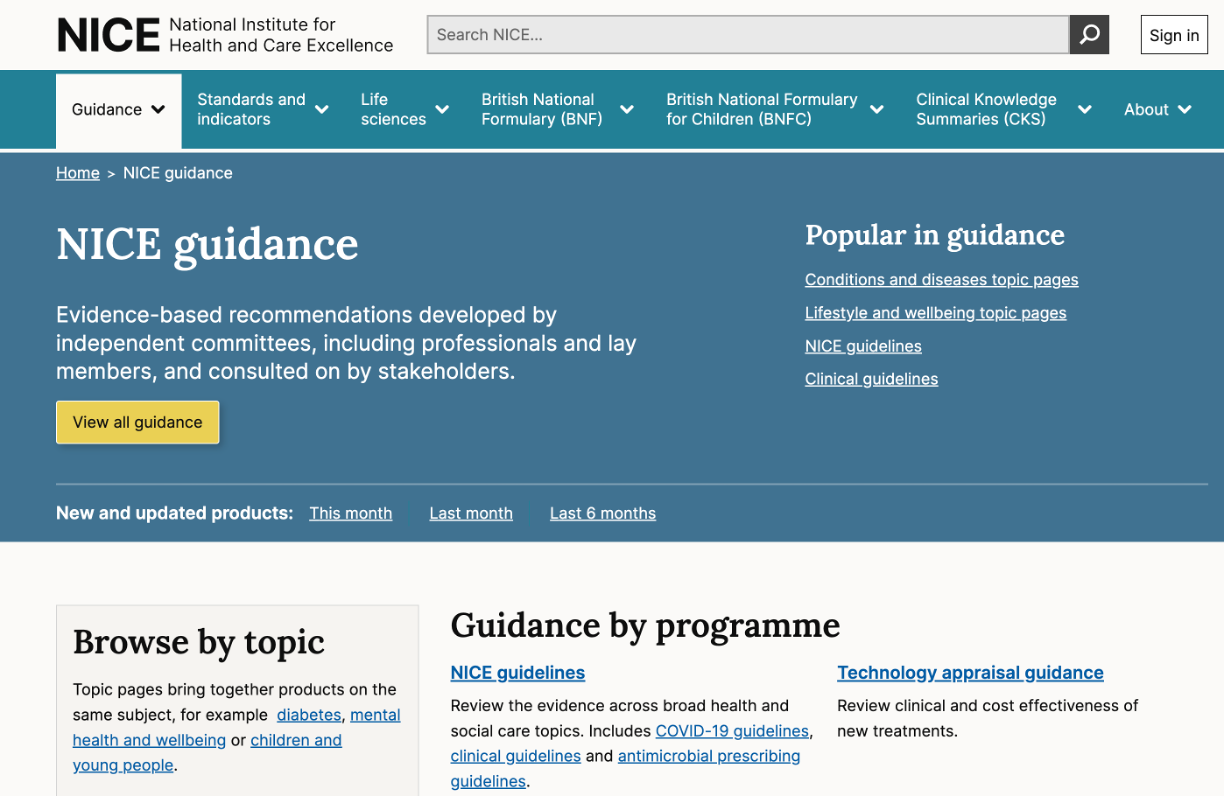 NICE National Institute for
Health and Care Excellence
Search NICE...
Sign in
Guidance
Standards and
indicators
Life
sciences
British National
Formulary (BNF)
British National Formulary
for Children (BNFC)
Clinical Knowledge
Summaries (CKS)
About
Home > NICE guidance
NICE guidance
Evidence-based recommendations developed by
independent committees, including professionals and lay
members, and consulted on by stakeholders.
View all guidance
Popular in guidance
Conditions and diseases topic pages
Lifestyle and wellbeing topic pages
NICE guidelines
Clinical guidelines
New and updated products: This month Last month Last 6 months
Browse by topic
Topic pages bring together products on the
same subject, for example diabetes, mental
health and wellbeing or children and
young people.
Guidance by programme
NICE guidelines
Review the evidence across broad health and
social care topics. Includes COVID-19 guidelines,
clinical guidelines and antimicrobial prescribing
guidelines.
Technology appraisal guidance
Review clinical and cost effectiveness of
new treatments.